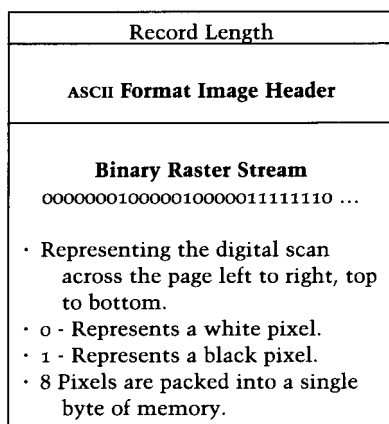 Record Length
ASCII Format Image Header
Binary Raster Stream
00000001000001000001111111110 ...
· Representing the digital scan
across the page left to right, top
to bottom.
· 0 - Represents a white pixel.
· 1 - Represents a black pixel.
· 8 Pixels are packed into a single
byte of memory.